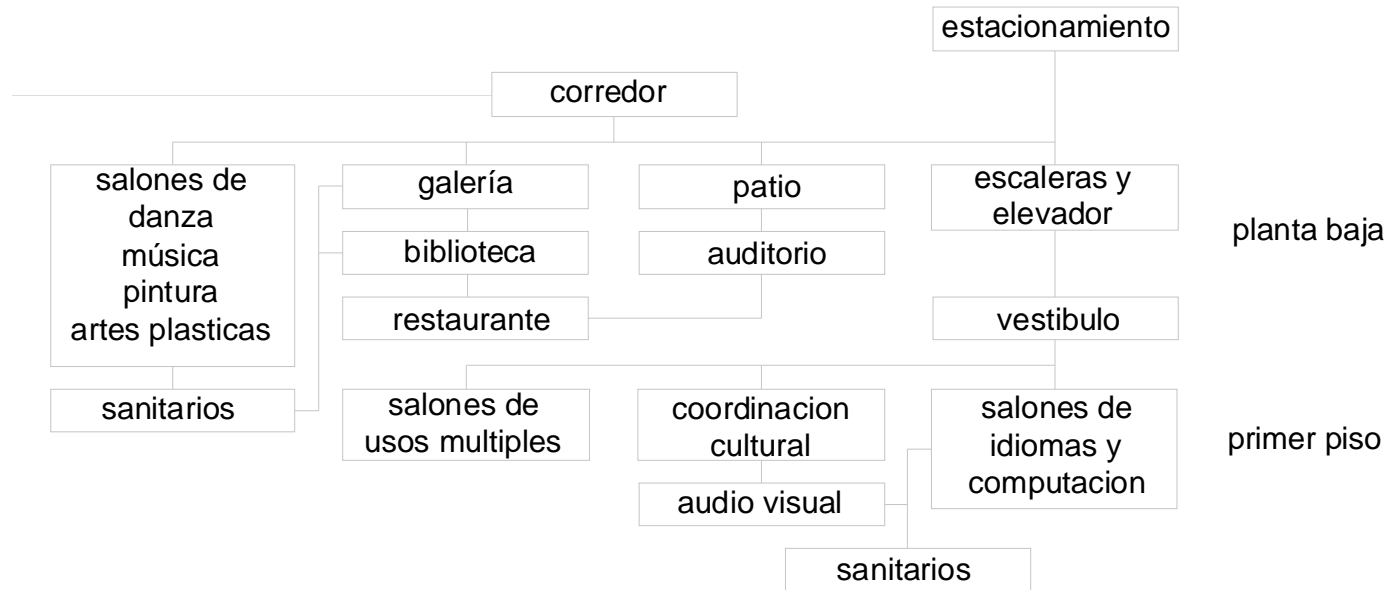 estacionamiento
corredor
salones de
danza
música
pintura
artes plasticas
galería
patio
escaleras y
elevador
planta baja
biblioteca
auditorio
restaurante
vestibulo
sanitarios
salones de
usos multiples
coordinacion
cultural
salones de
idiomas y
computacion
primer piso
audio visual
sanitarios